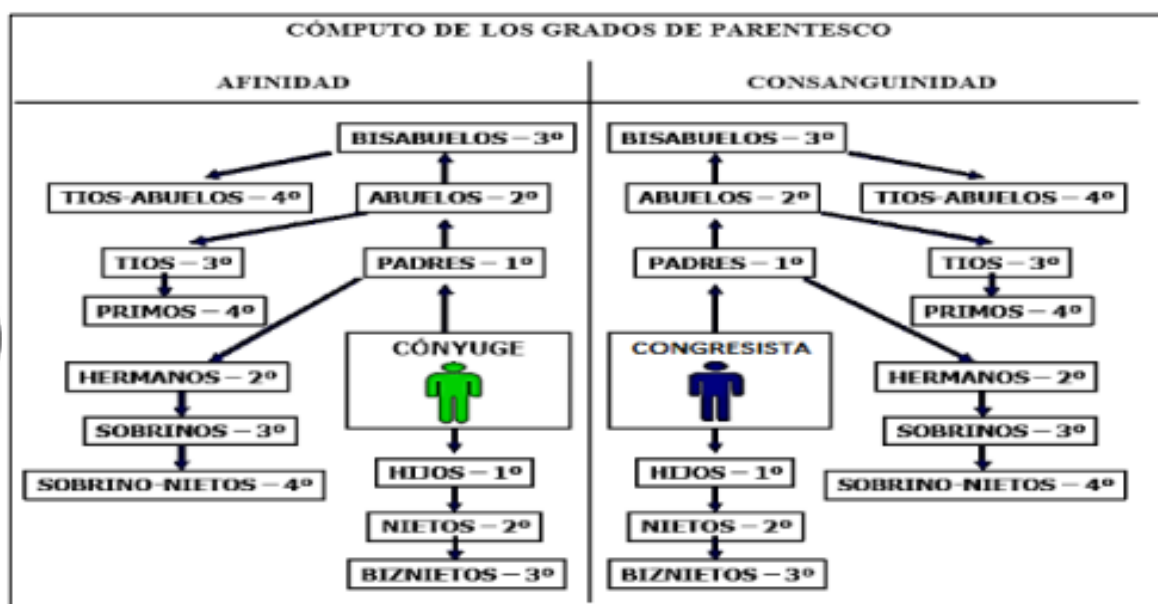 CÓMPUTO DE LOS GRADOS DE PARENTESCO
AFINIDAD
BISABUELOS – 3º
TIOS-ABUELOS – 4º
ABUELOS – 2º
TIOS – 3º
PADRES – 1º
PRIMOS – 4º
CÓNYUGE
HERMANOS – 2º
SOBRINOS – 3º
HIJOS – 1º
SOBRINO-NIETOS – 4º
NIETOS – 2º
BIZNIETOS – 3º
CONSANGUINIDAD
BISABUELOS – 3º
ABUELOS – 2º
TIOS-ABUELOS – 4º
PADRES – 1º
TIOS – 3º
PRIMOS – 4º
CONGRESISTA
HERMANOS – 2º
SOBRINOS – 3º
HIJOS – 1º
SOBRINO-NIETOS – 4º
NIETOS – 2º
BIZNIETOS – 3º